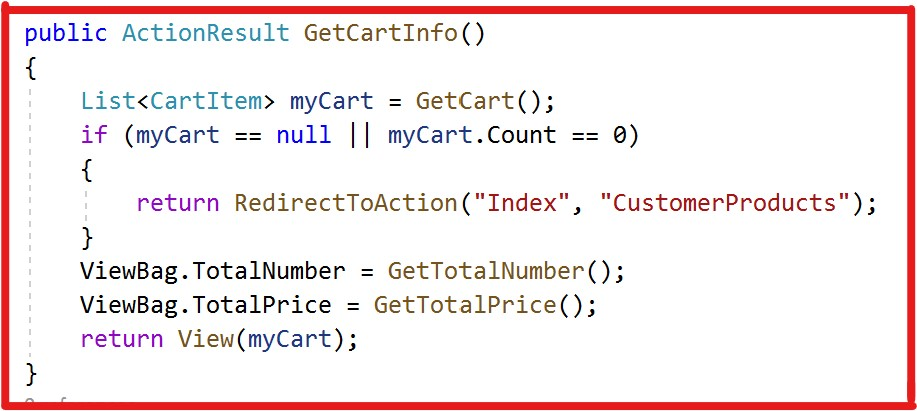 public ActionResult GetCartInfo()
{
List<CartItem> myCart = GetCart();
if (myCart == null || myCart.Count == 0)
{
return RedirectToAction("Index", "CustomerProducts");
}
ViewBag.TotalNumber = GetTotalNumber();
ViewBag.TotalPrice = GetTotalPrice();
return View(myCart);
}